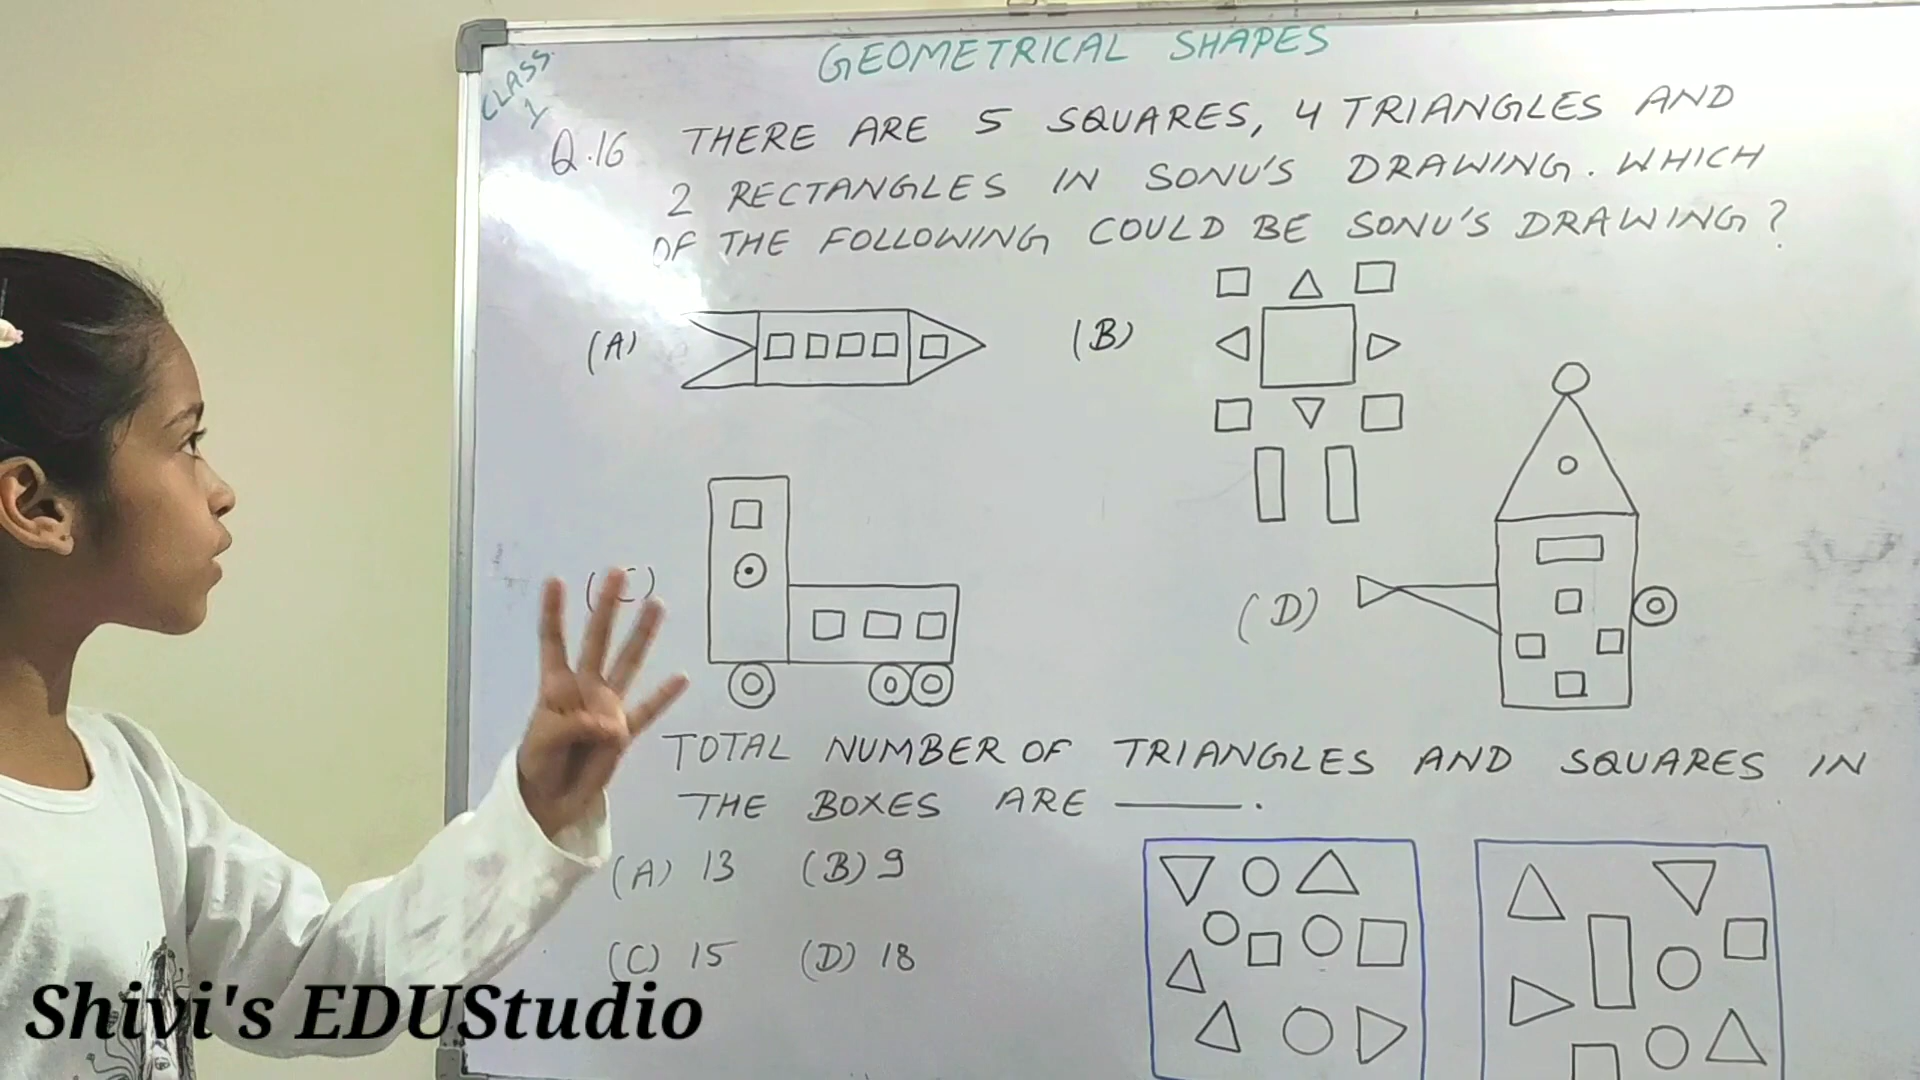 GEOMETRICAL SHAPES
CLASS
1
Q.16 THERE ARE 5 SQUARES, 4 TRIANGLES AND
2 RECTANGLES IN SONU'S DRAWING. WHICH
OF THE FOLLOWING COULD BE SONU'S DRAWING?
(A) (B)
(C) (D)
TOTAL NUMBER OF TRIANGLES AND SQUARES IN
THE BOXES ARE ———.
(A) 13 (B) 9
(C) 15 (D) 18
Shivi's EDUStudio